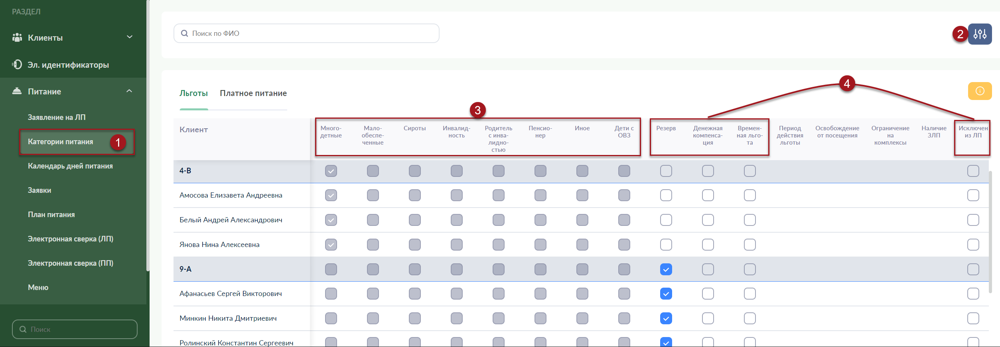 РАЗДЕЛ
Клиенты
Эл. идентификаторы
Питание
Заявление на ЛП
Категории питания
1
Календарь дней питания
Заявки
План питания
Электронная сверка (ЛП)
Электронная сверка (ПП)
Меню
Поиск
Поиск по ФИО
2
Льготы
Платное питание
3
4
Клиент
Много-
детные
Мало-
обеспе-
ченные
Сироты
Инвалид-
ность
Родитель
с инва-
лидно-
стью
Пенсио-
нер
Иное
Дети с
ОВЗ
Резерв
Денежная
компенса-
ция
Времен-
ная льго-
та
Период
действия
льготы
Освобождение
от посещения
Ограничение
на
комплексы
Наличие
ЗЛП
Исключен
из ЛП
4-В
Амосова Елизавета Андреевна
Белый Андрей Александрович
Янова Нина Алексеевна
9-А
Афанасьев Сергей Викторович
Минкин Никита Дмитриевич
Ролинский Константин Сергеевич